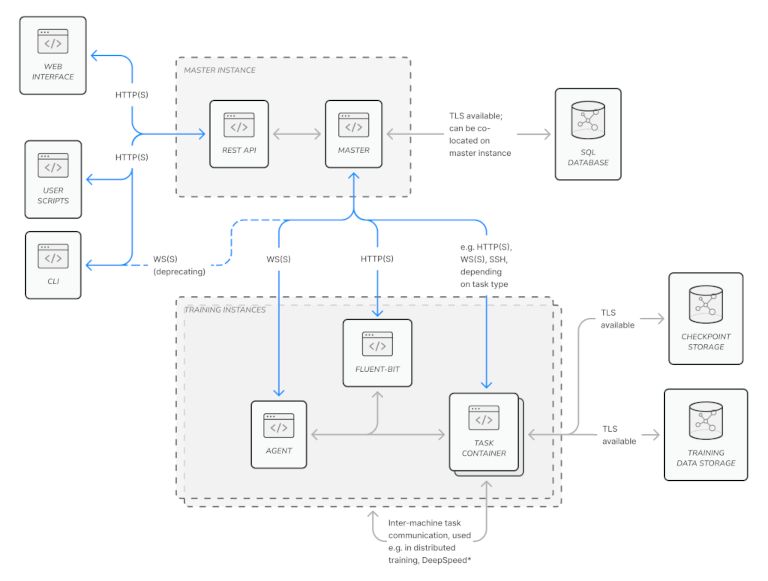 WEB
INTERFACE
HTTP(S)
HTTP(S)
USER
SCRIPTS
CLI
WS(S)
(deprecating)
MASTER INSTANCE
REST API
MASTER
TLS available;
can be co-
located on
master instance
SQL
DATABASE
WS(S)
HTTP(S)
e.g. HTTP(S),
WS(S), SSH,
depending
on task type
TRAINING INSTANCES
FLUENT-BIT
AGENT
TASK
CONTAINER
TLS
available
CHECKPOINT
STORAGE
TLS
available
TRAINING
DATA STORAGE
Inter-machine task
communication, used
e.g. in distributed
training, DeepSpeed*